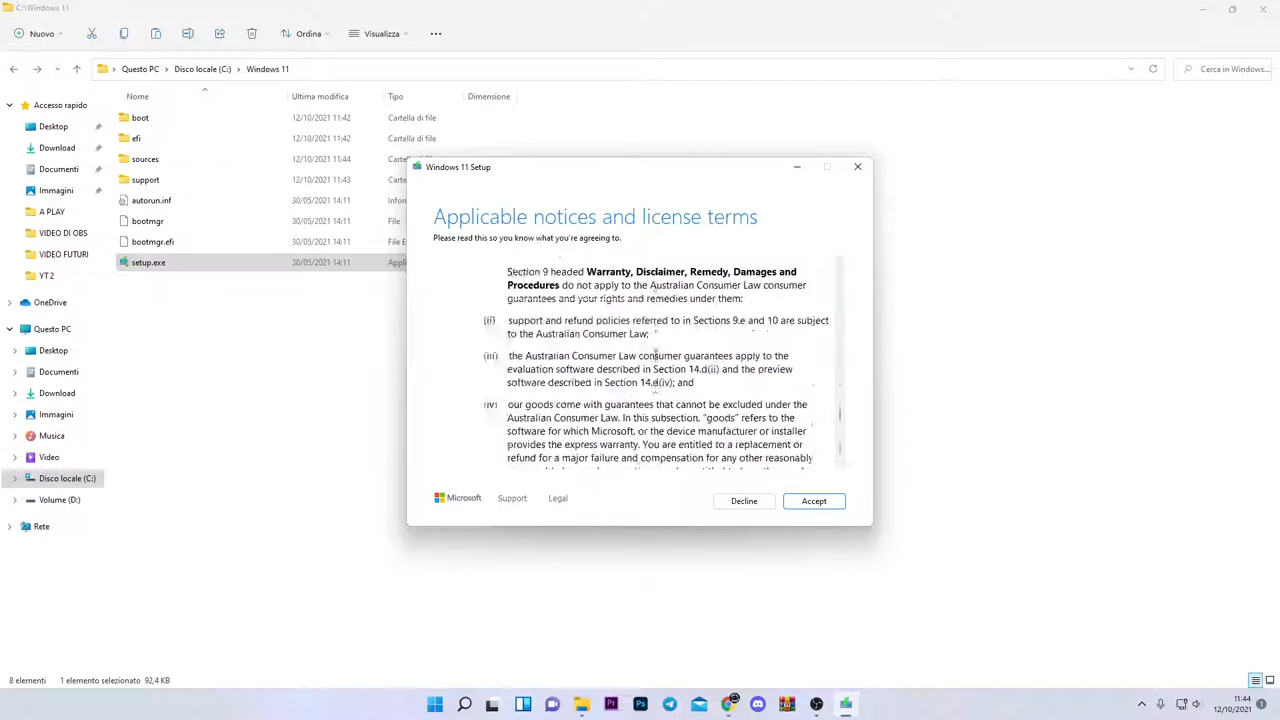 C:\Windows 11
Nuovo
Ordina
Visualizza
Questo PC > Disco locale (C:) > Windows 11
Cerca in Windows...
Nome Ultima modifica Tipo Dimensione
Accesso rapido
Desktop
Download
Documenti
Immagini
A PLAY
VIDEO DI OBS
VIDEO FUTURI
YT 2
OneDrive
Questo PC
Desktop
Documenti
Download
Immagini
Musica
Video
Disco locale (C:)
Volume (D:)
Rete
boot 12/10/2021 11:42 Cartella di file
efi 12/10/2021 11:42 Cartella di file
sources 12/10/2021 11:44 Cartella di file
support 12/10/2021 11:43 Carte
autorun.inf 30/05/2021 14:11 Infor
bootmgr 30/05/2021 14:11 File
bootmgr.efi 30/05/2021 14:11 File E
setup.exe 30/05/2021 14:11 Appli
Windows 11 Setup
Applicable notices and license terms
Please read this so you know what you're agreeing to.
Section 9 headed Warranty, Disclaimer, Remedy, Damages and
Procedures do not apply to the Australian Consumer Law consumer
guarantees and your rights and remedies under them;
(ii) support and refund policies referred to in Sections 9.e and 10 are subject
to the Australian Consumer Law;
(iii) the Australian Consumer Law consumer guarantees apply to the
evaluation software described in Section 14.d(ii) and the preview
software described in Section 14.d(iv); and
(iv) our goods come with guarantees that cannot be excluded under the
Australian Consumer Law. In this subsection, "goods" refers to the
software for which Microsoft, or the device manufacturer or installer
provides the express warranty. You are entitled to a replacement or
refund for a major failure and compensation for any other reasonably
Microsoft Support Legal
Decline Accept
8 elementi 1 elemento selezionato 92,4 KB
11:44
12/10/2021